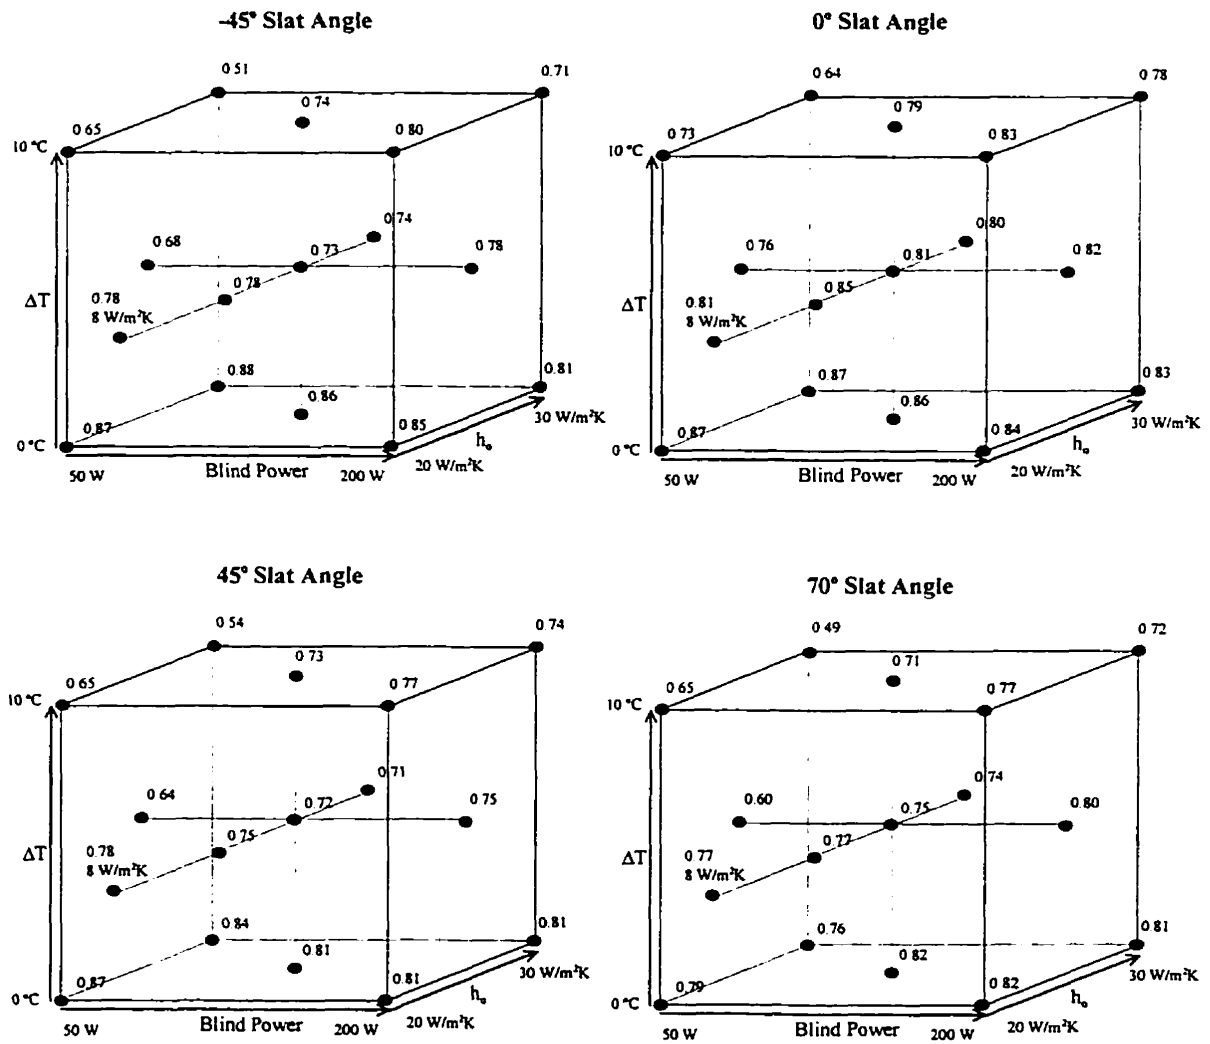 -45° Slat Angle
0 51
0 71
0 74
0 65
0 80
10 °C
0 74
0 68
0 73
0 78
0.78
0.78
8 W/m²K
ΔT
0 88
0.81
0 86
0.87
0.85
30 W/m²K
hₒ
0 °C
20 W/m²K
50 W
Blind Power
200 W
0° Slat Angle
0 64
0 78
0 79
0 73
0 83
10 °C
0 80
0 76
0 81
0 82
0.85
0.81
8 W/m²K
ΔT
0 87
0 83
0 86
0 87
0 84
30 W/m²K
hₒ
0 °C
20 W/m²K
50 W
Blind Power
200 W
45° Slat Angle
0 54
0 74
0 73
0 65
0 77
10 °C
0.71
0 64
0 72
0.75
0.75
0.78
8 W/m²K
ΔT
0 84
0.81
0.81
0.87
0.81
30 W/m²K
hₒ
0 °C
20 W/m²K
50 W
Blind Power
200 W
70° Slat Angle
0 49
0 72
0 71
0 65
0 77
10 °C
0 74
0 60
0.75
0.80
0.77
0.77
8 W/m²K
ΔT
0.76
0.81
0.82
0 79
0 82
30 W/m²K
hₒ
0 °C
20 W/m²K
50 W
Blind Power
200 W